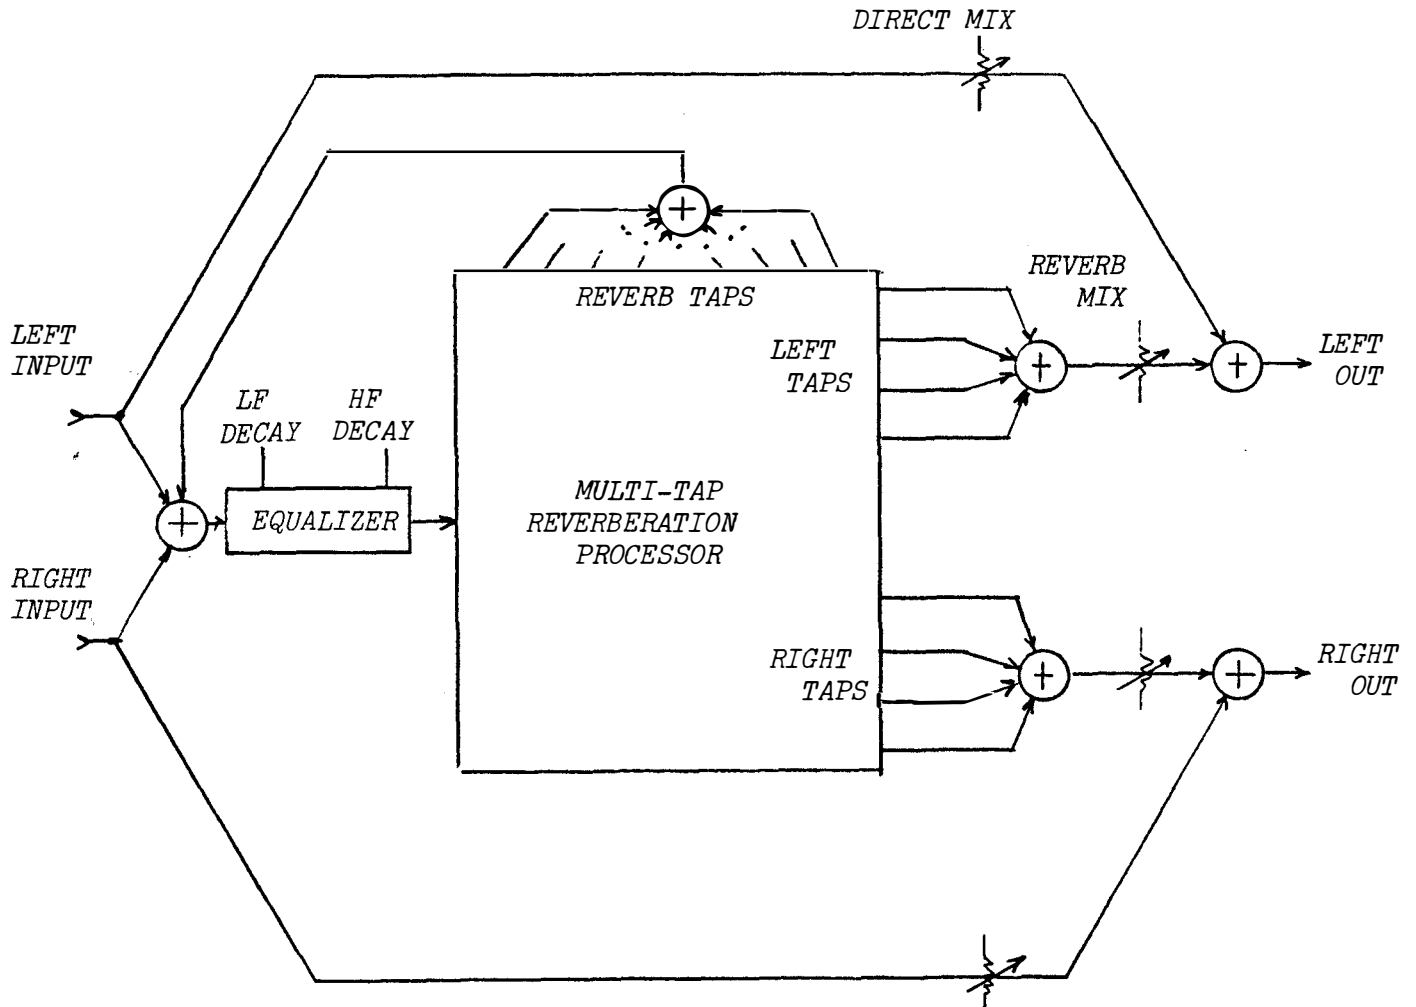 DIRECT MIX
REVERB TAPS
REVERB
MIX
LEFT
INPUT
LEFT
TAPS
LEFT
OUT
LF
DECAY
HF
DECAY
EQUALIZER
MULTI-TAP
REVERBERATION
PROCESSOR
RIGHT
INPUT
RIGHT
TAPS
RIGHT
OUT